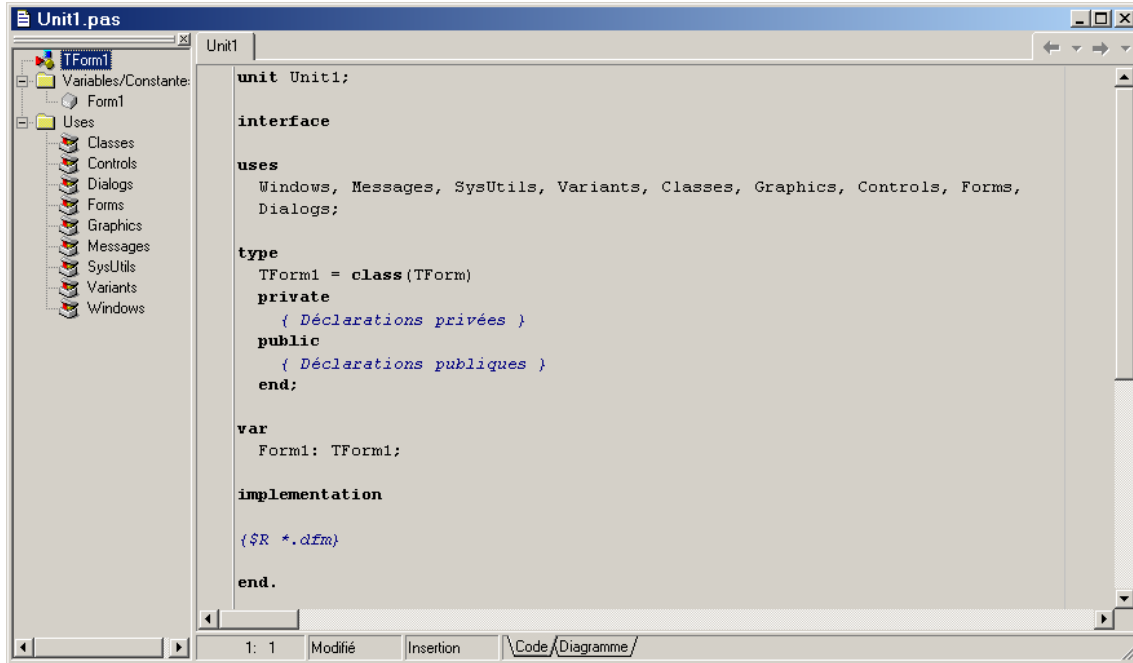 Unit1.pas
TForm1
Variables/Constante
Form1
Uses
Classes
Controls
Dialogs
Forms
Graphics
Messages
SysUtils
Variants
Windows
Unit1
unit Unit1;
interface
uses
Windows, Messages, SysUtils, Variants, Classes, Graphics, Controls, Forms,
Dialogs;
type
TForm1 = class(TForm)
private
{ Déclarations privées }
public
{ Déclarations publiques }
end;
var
Form1: TForm1;
implementation
{$R *.dfm}
end.
1: 1 Modifié Insertion Code Diagramme